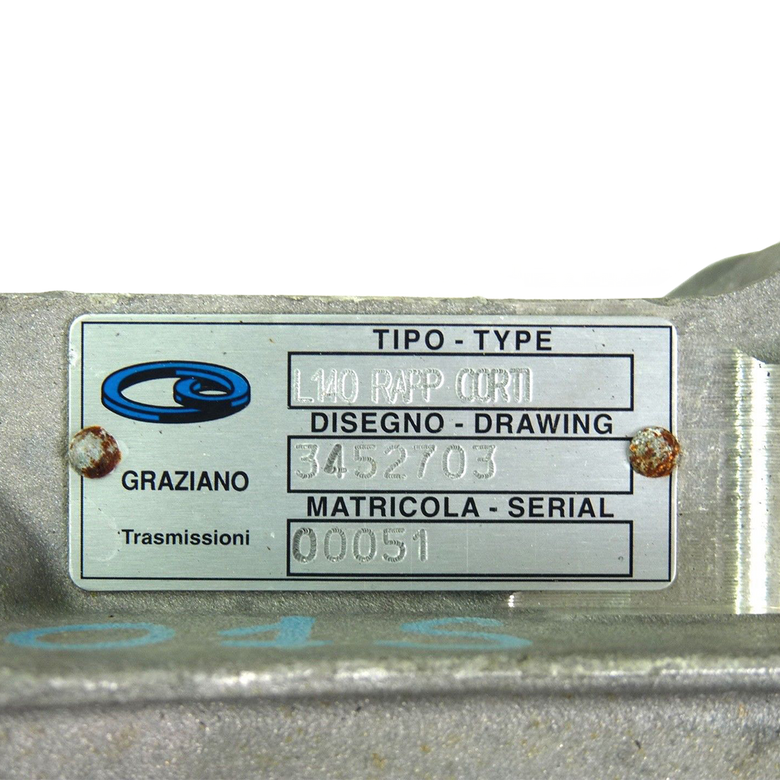 TIPO - TYPE
L140 RAPP CORTI
DISEGNO - DRAWING
3452703
MATRICOLA - SERIAL
00051
GRAZIANO
Trasmissioni